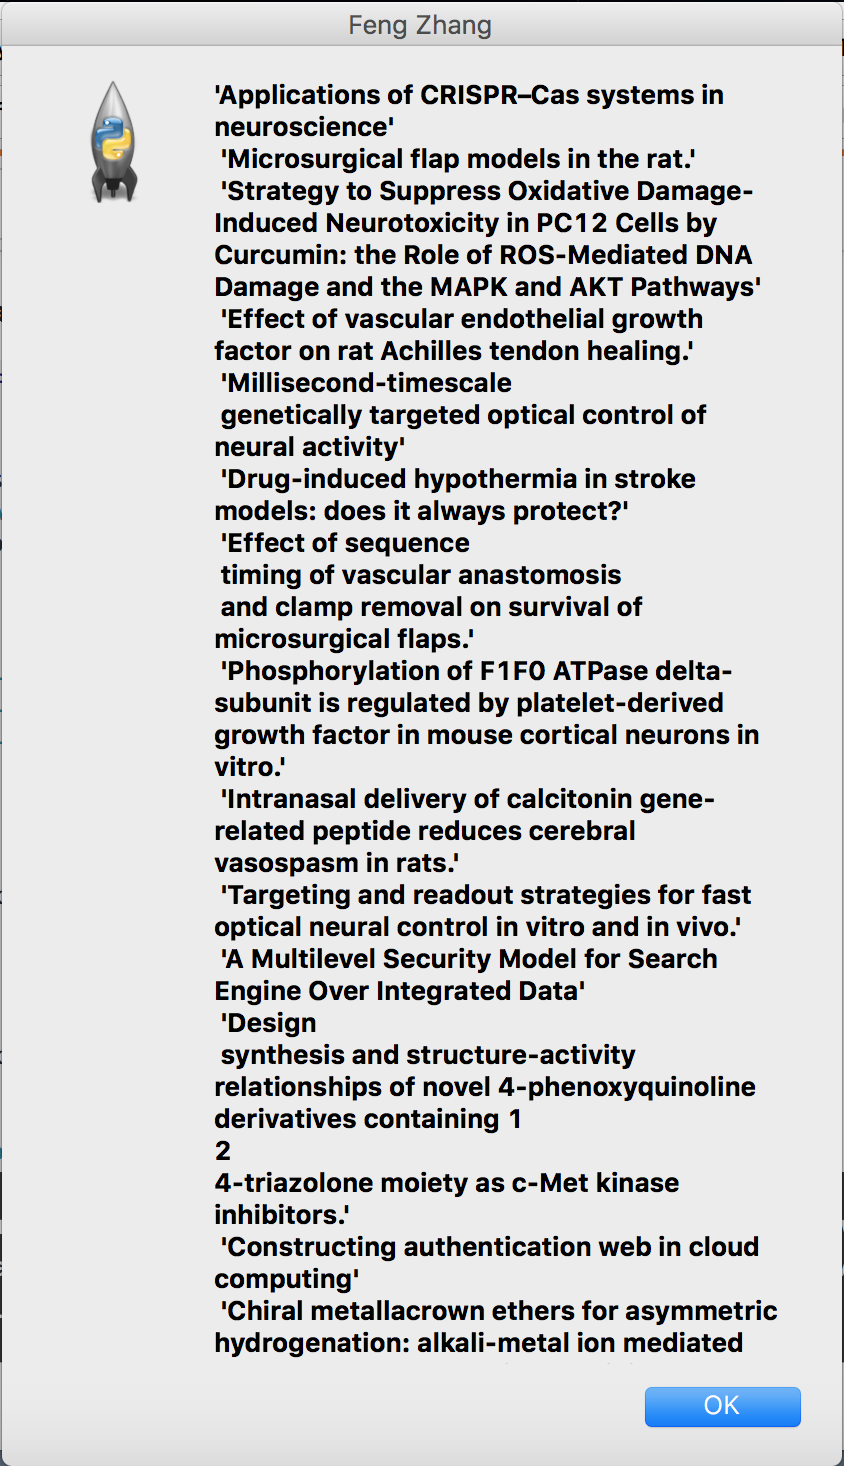 Feng Zhang
'Applications of CRISPR–Cas systems in
neuroscience'
'Microsurgical flap models in the rat.'
'Strategy to Suppress Oxidative Damage-
Induced Neurotoxicity in PC12 Cells by
Curcumin: the Role of ROS-Mediated DNA
Damage and the MAPK and AKT Pathways'
'Effect of vascular endothelial growth
factor on rat Achilles tendon healing.'
'Millisecond-timescale
genetically targeted optical control of
neural activity'
'Drug-induced hypothermia in stroke
models: does it always protect?'
'Effect of sequence
timing of vascular anastomosis
and clamp removal on survival of
microsurgical flaps.'
'Phosphorylation of F1F0 ATPase delta-
subunit is regulated by platelet-derived
growth factor in mouse cortical neurons in
vitro.'
'Intranasal delivery of calcitonin gene-
related peptide reduces cerebral
vasospasm in rats.'
'Targeting and readout strategies for fast
optical neural control in vitro and in vivo.'
'A Multilevel Security Model for Search
Engine Over Integrated Data'
'Design
synthesis and structure-activity
relationships of novel 4-phenoxyquinoline
derivatives containing 1
2
4-triazolone moiety as c-Met kinase
inhibitors.'
'Constructing authentication web in cloud
computing'
'Chiral metallacrown ethers for asymmetric
hydrogenation: alkali-metal ion mediated
OK